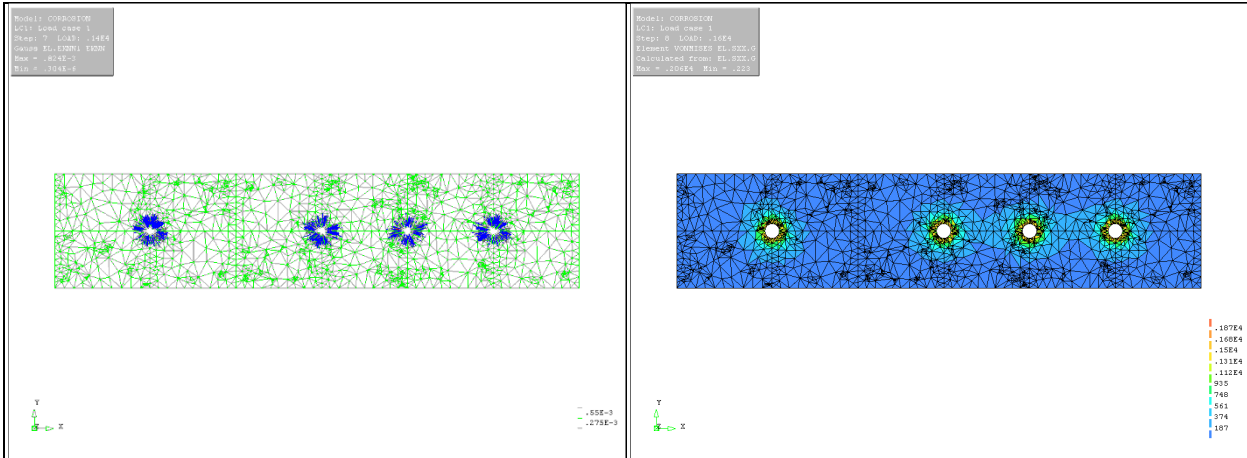 Model: CORROSION
LC1: Load case 1
Step: 7 LOAD: .14E4
Gauss EL.EKNN1 EKNN
Max = .824E-3
Min = .304E-4
Y
X
.55E-3
.275E-3
Model: CORROSION
LC1: Load case 1
Step: 8 LOAD: .16E4
Element VONMISES EL.SXX.G
Calculated from: EL.SXX.G
Max = .206E4 Min = .223
Y
X
.187E4
.168E4
.15E4
.131E4
.112E4
935
748
561
374
187